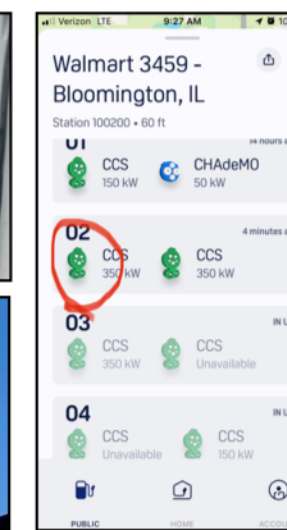 Verizon LTE 9:27 AM
Walmart 3459 -
Bloomington, IL
Station 100200 • 60 ft
01
CCS CHAdeMO
150 kW 50 kW
02 4 minutes a
CCS CCS
350 kW 350 kW
03 IN U
CCS CCS
350 kW Unavailable
04 IN U
CCS CCS
Unavailable 150 kW
PUBLIC HOME ACCOU